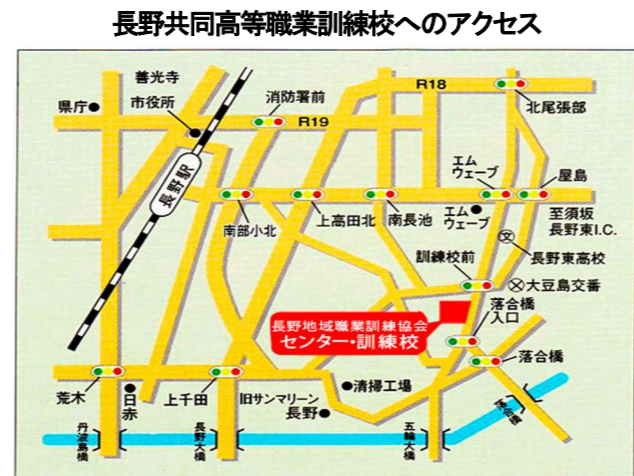 長野共同高等職業訓練校へのアクセス
善光寺
県庁
市役所
消防署前
R18
R19
北尾張部
長野駅
エム
ウェーブ
屋島
南部小北
上高田北
南長池
エム
ウェーブ
至須坂
長野東I.C.
文
長野東高校
訓練校前
大豆島交番
長野地域職業訓練協会
センター・訓練校
落合橋
入口
落合橋
荒木
日赤
上千田
旧サンマリーン
長野
清掃工場
丹波島橋
長野大橋
五輪大橋
落合橋